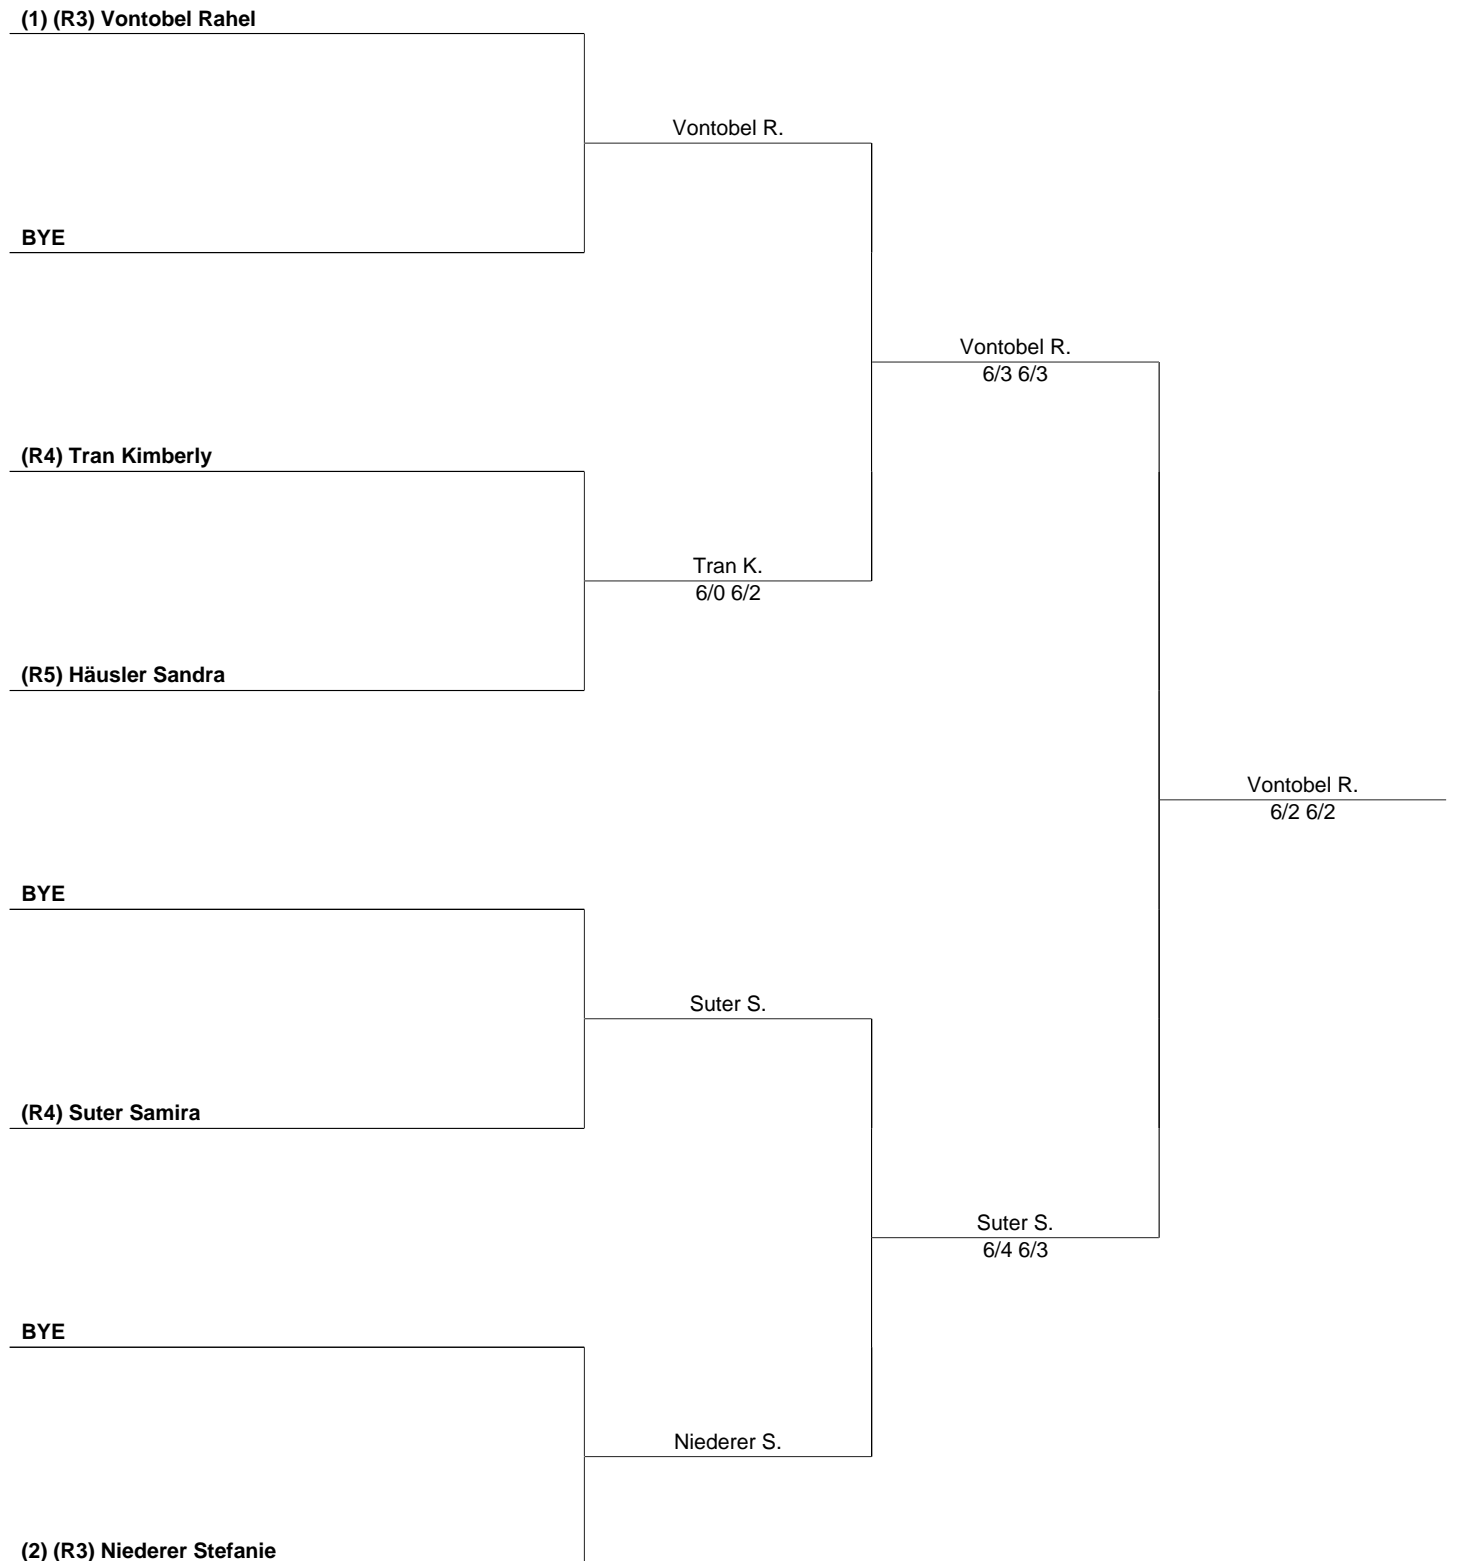 (1) (R3) Vontobel Rahel
Vontobel R.
BYE
Vontobel R.
6/3 6/3
(R4) Tran Kimberly
Tran K.
6/0 6/2
(R5) Häusler Sandra
Vontobel R.
6/2 6/2
BYE
Suter S.
(R4) Suter Samira
Suter S.
6/4 6/3
BYE
Niederer S.
(2) (R3) Niederer Stefanie